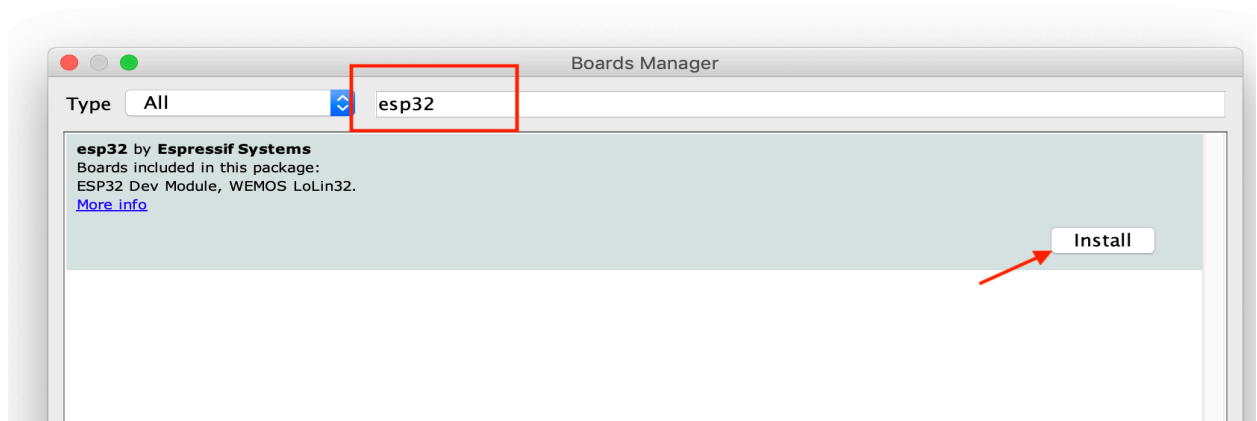 Boards Manager
Type All esp32
esp32 by Espressif Systems
Boards included in this package:
ESP32 Dev Module, WEMOS LoLin32.
More info
Install